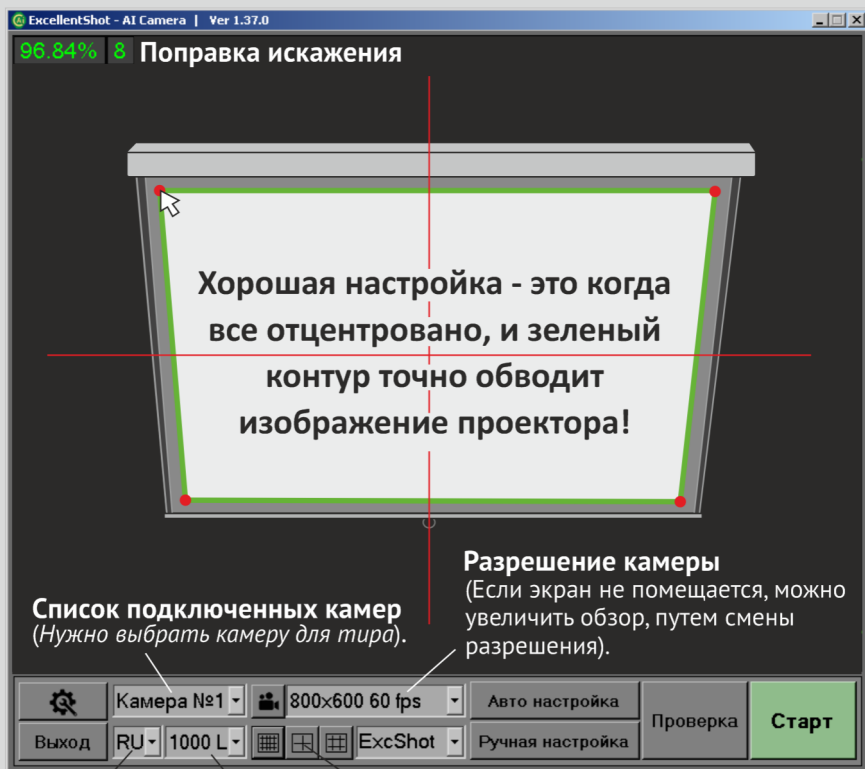 ExcellentShot - AI Camera | Ver 1.37.0
96.84% 8 Поправка искажения
Хорошая настройка - это когда
все отцентровано, и зеленый
контур точно обводит
изображение проектора!
Разрешение камеры
(Если экран не помещается, можно
увеличить обзор, путем смены
разрешения).
Список подключенных камер
(Нужно выбрать камеру для тира).
Камера №1 800x600 60 fps Авто настройка
Проверка Старт
Выход RU 1000 L ExcShot Ручная настройка